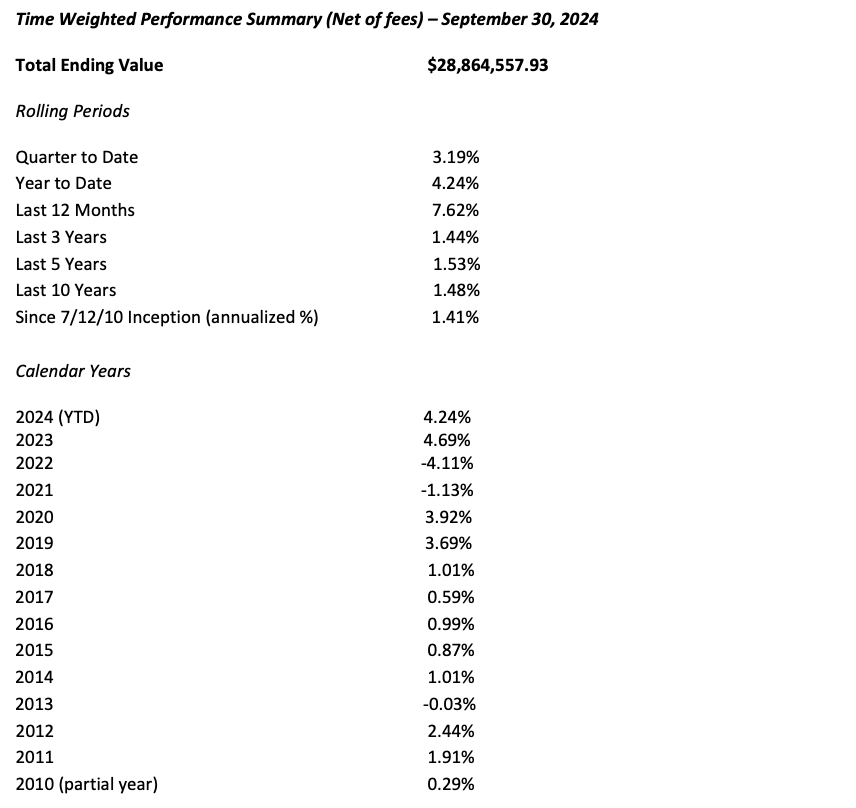 Time Weighted Performance Summary (Net of fees) – September 30, 2024
Total Ending Value $28,864,557.93
Rolling Periods
Quarter to Date 3.19%
Year to Date 4.24%
Last 12 Months 7.62%
Last 3 Years 1.44%
Last 5 Years 1.53%
Last 10 Years 1.48%
Since 7/12/10 Inception (annualized %) 1.41%
Calendar Years
2024 (YTD) 4.24%
2023 4.69%
2022 -4.11%
2021 -1.13%
2020 3.92%
2019 3.69%
2018 1.01%
2017 0.59%
2016 0.99%
2015 0.87%
2014 1.01%
2013 -0.03%
2012 2.44%
2011 1.91%
2010 (partial year) 0.29%